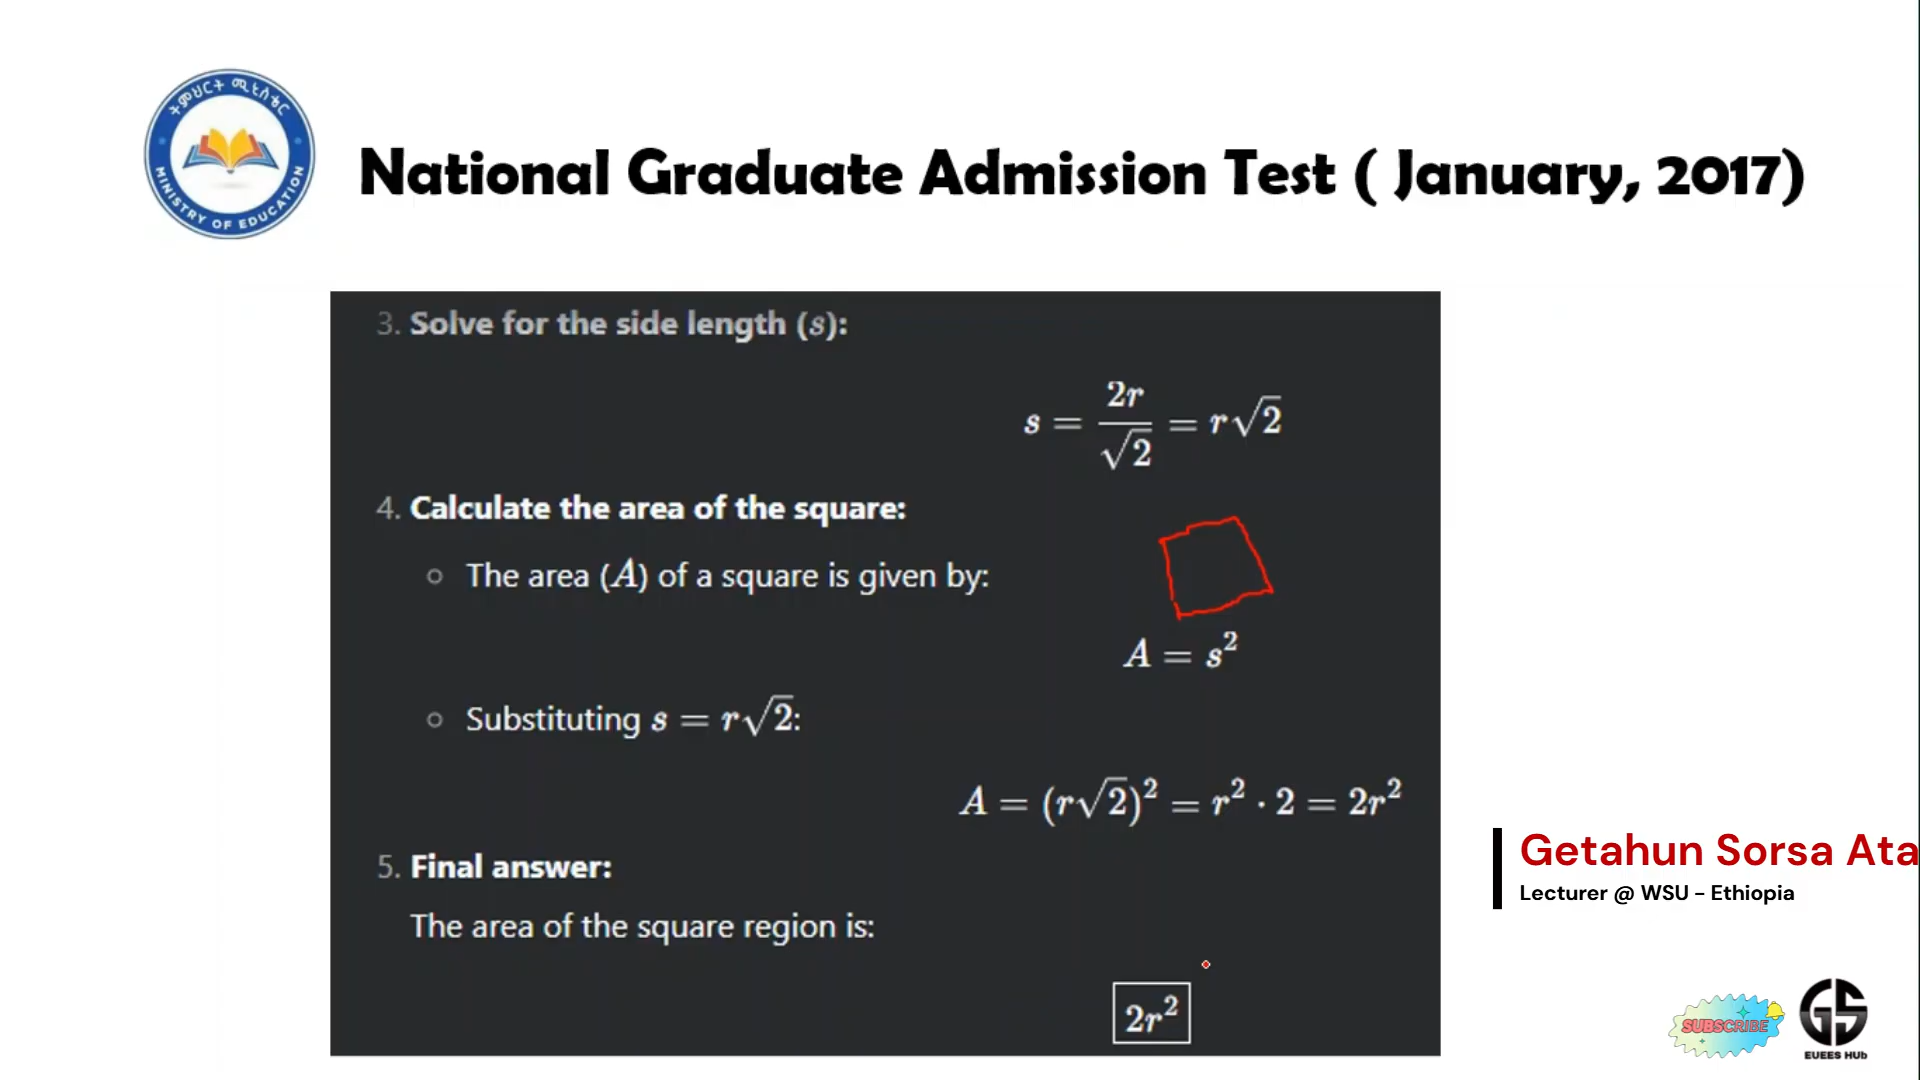 ትምህርት ሚኒስቴር
MINISTRY OF EDUCATION
National Graduate Admission Test ( January, 2017)
3. Solve for the side length (s):
s = 2r/√2 = r√2
4. Calculate the area of the square:
○ The area (A) of a square is given by:
A = s²
○ Substituting s = r√2:
A = (r√2)² = r² · 2 = 2r²
5. Final answer:
The area of the square region is:
2r²
Getahun Sorsa Ata
Lecturer @ WSU - Ethiopia
SUBSCRIBE
GS
EUEES HUb